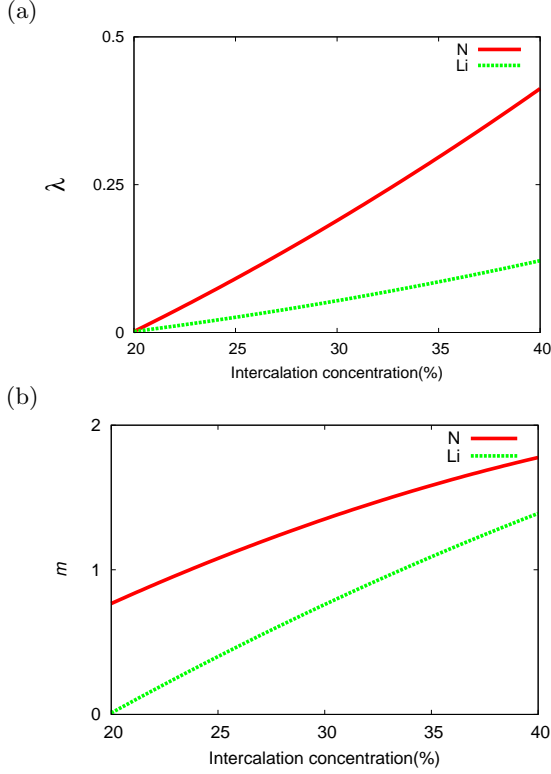 (a)
0.5
N
Li
0.25
λ
0
20 25 30 35 40
Intercalation concentration(%)
(b)
2
N
Li
1
m
0
20 25 30 35 40
Intercalation concentration(%)